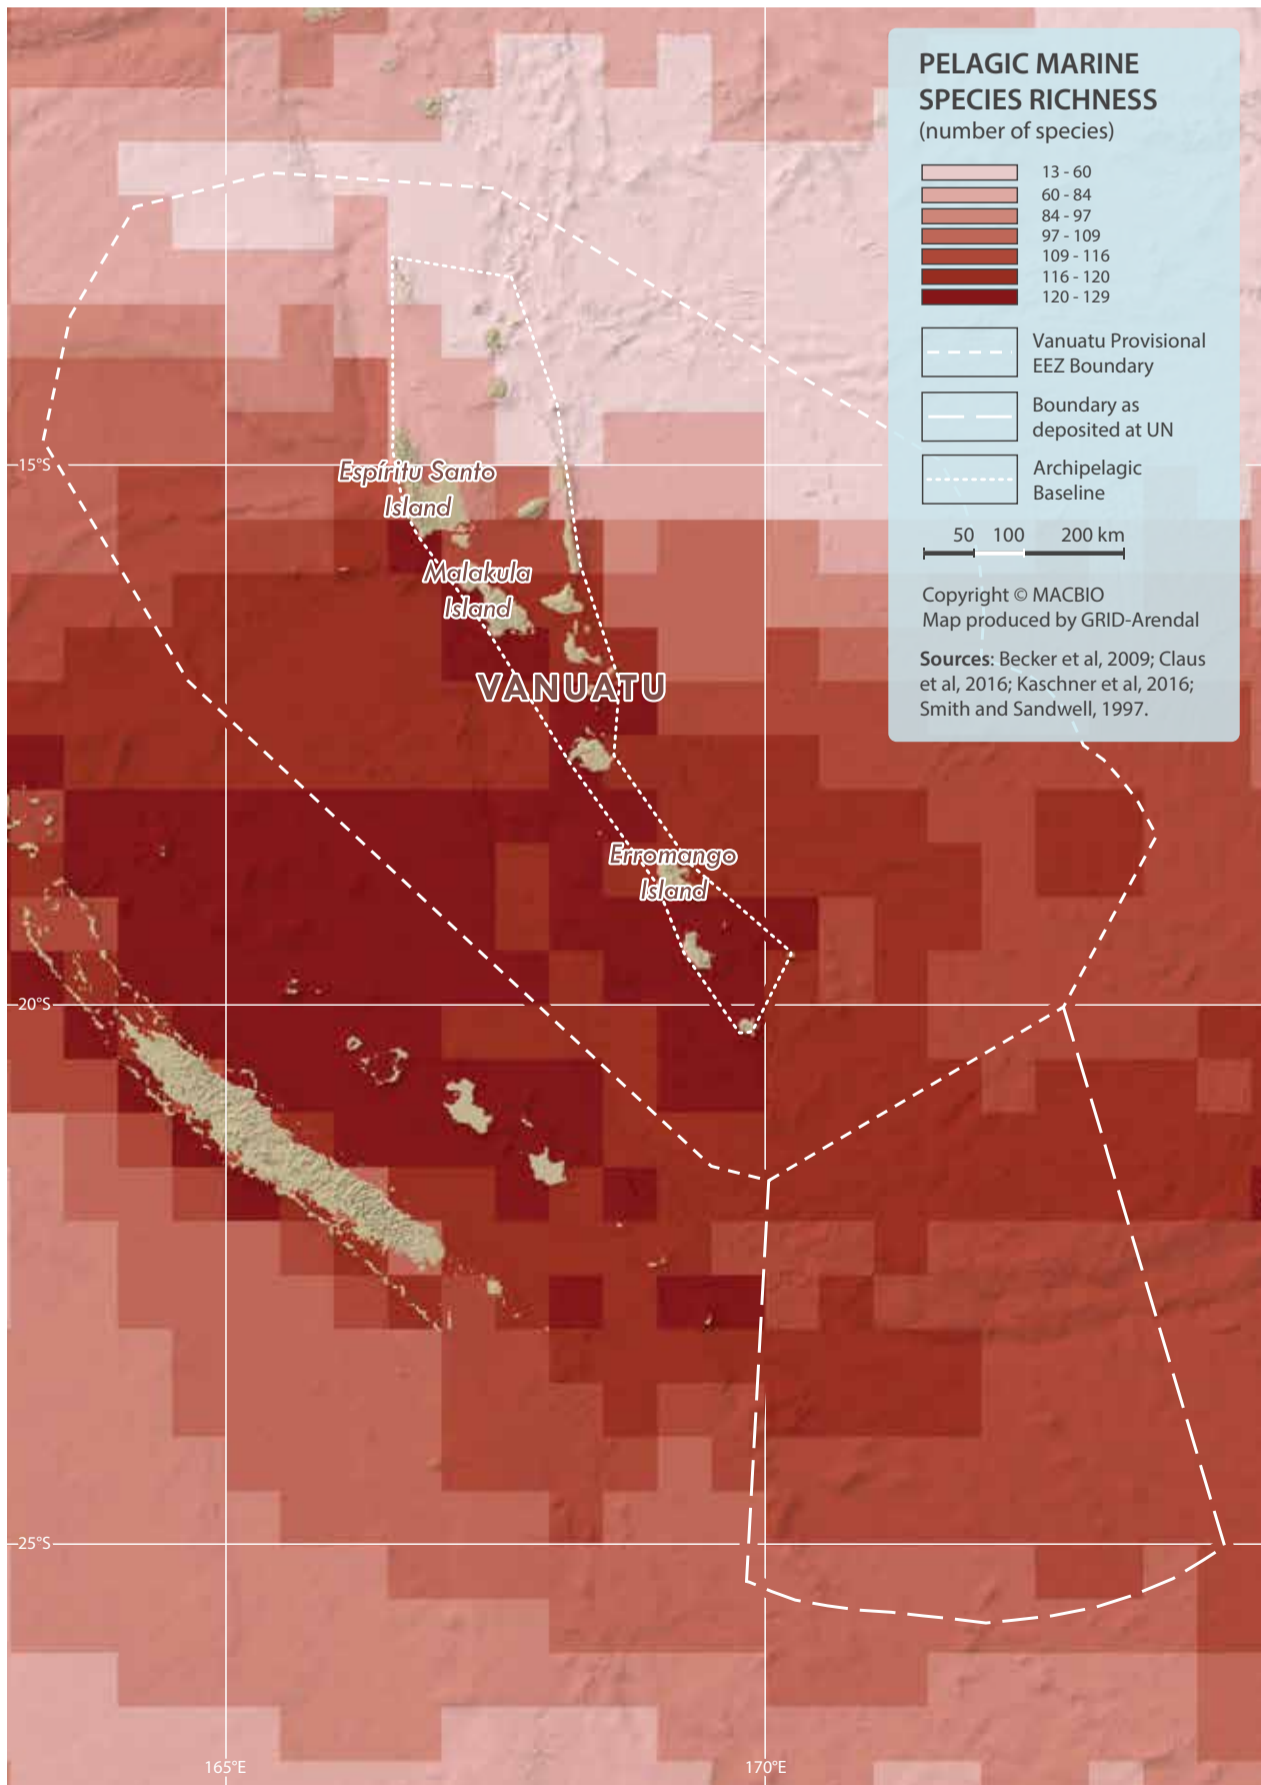 PELAGIC MARINE
SPECIES RICHNESS
(number of species)
13 - 60
60 - 84
84 - 97
97 - 109
109 - 116
116 - 120
120 - 129
Vanuatu Provisional
EEZ Boundary
Boundary as
deposited at UN
Archipelagic
Baseline
50 100 200 km
Copyright © MACBIO
Map produced by GRID-Arendal
Sources: Becker et al, 2009; Claus
et al, 2016; Kaschner et al, 2016;
Smith and Sandwell, 1997.
15°S
Espíritu Santo
Island
Malakula
Island
VANUATU
Erromango
Island
20°S
25°S
165°E 170°E